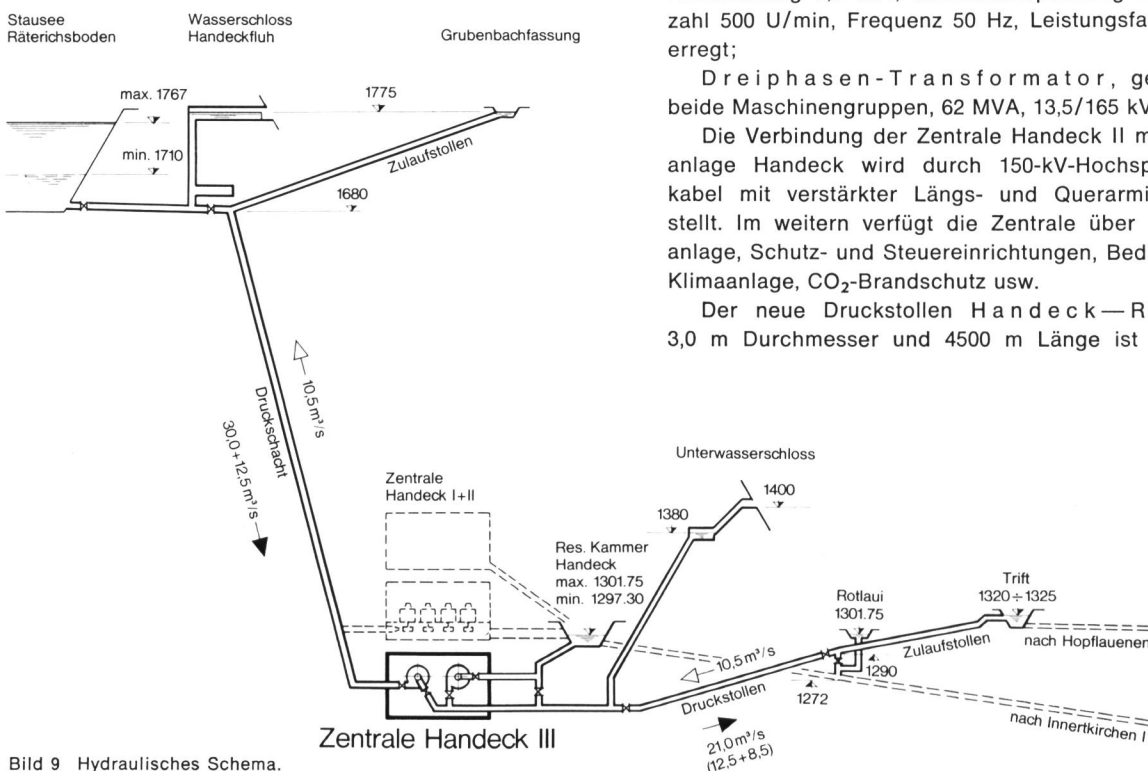 zahl 500 U/min, Frequenz 50 Hz, Leistungsfa
erregt;
Dreiphasen-Transformator, ge
beide Maschinengruppen, 62 MVA, 13,5/165 kV
Die Verbindung der Zentrale Handeck II m
anlage Handeck wird durch 150-kV-Hochsp
kabel mit verstärkter Längs- und Querarmi
stellt. Im weitern verfügt die Zentrale über
anlage, Schutz- und Steuereinrichtungen, Bed
Klimaanlage, CO₂-Brandschutz usw.
Der neue Druckstollen Handeck—R
3,0 m Durchmesser und 4500 m Länge ist
Stausee
Räterichsboden
Wasserschloss
Handeckfluh
Grubenbachfassung
max. 1767
1775
min. 1710
Zulaufstollen
1680
10,5 m³/s
Druckschacht
30,0+12,5 m³/s
Zentrale
Handeck I+II
Unterwasserschloss
1400
1380
Res. Kammer
Handeck
max. 1301.75
min. 1297.30
Rotlaui
1301.75
Trift
1320÷1325
Zulaufstollen
nach Hopflauenen
10,5 m³/s
1290
Druckstollen
1272
nach Innertkirchen I
21,0 m³/s
(12,5+8,5)
Zentrale Handeck III
Bild 9 Hydraulisches Schema.